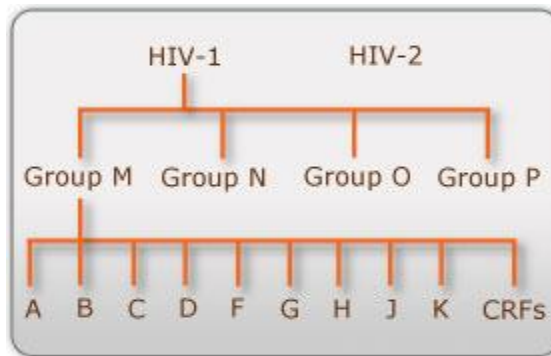 HIV-1 HIV-2
Group M Group N Group O Group P
A B C D F G H J K CRFs